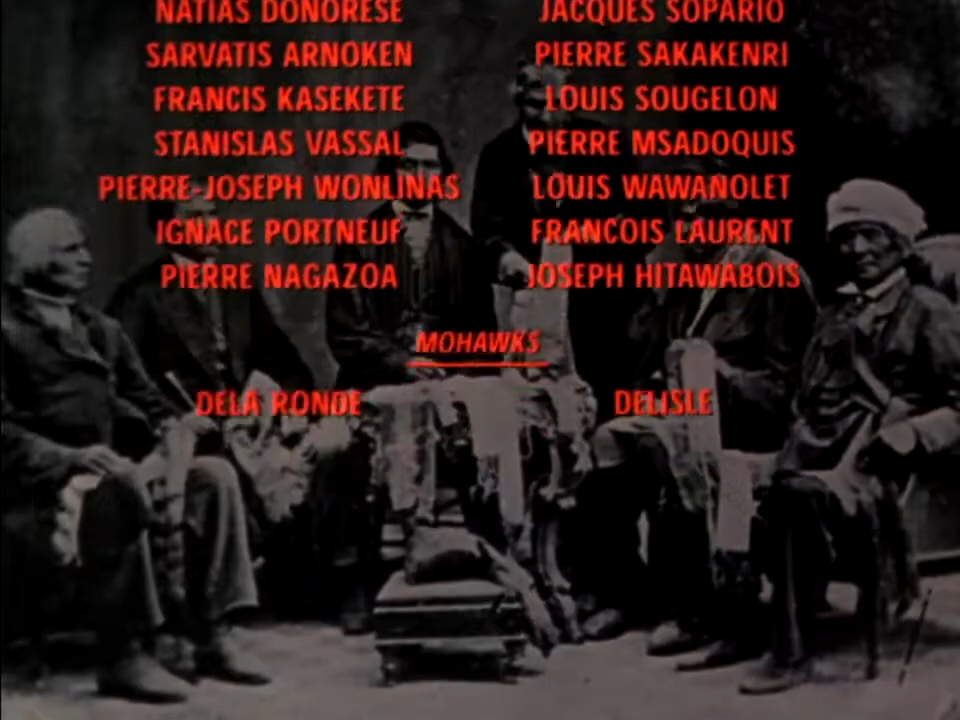 NATIAS DONORESE JACQUES SOPARIO
SARVATIS ARNOKEN PIERRE SAKAKENRI
FRANCIS KASEKETE LOUIS SOUGELON
STANISLAS VASSAL PIERRE MSADOQUIS
PIERRE-JOSEPH WONLINAS LOUIS WAWANOLET
IGNACE PORTNEUF FRANCOIS LAURENT
PIERRE NAGAZOA JOSEPH HITAWABOIS
MOHAWKS
DELA RONDE DELISLE